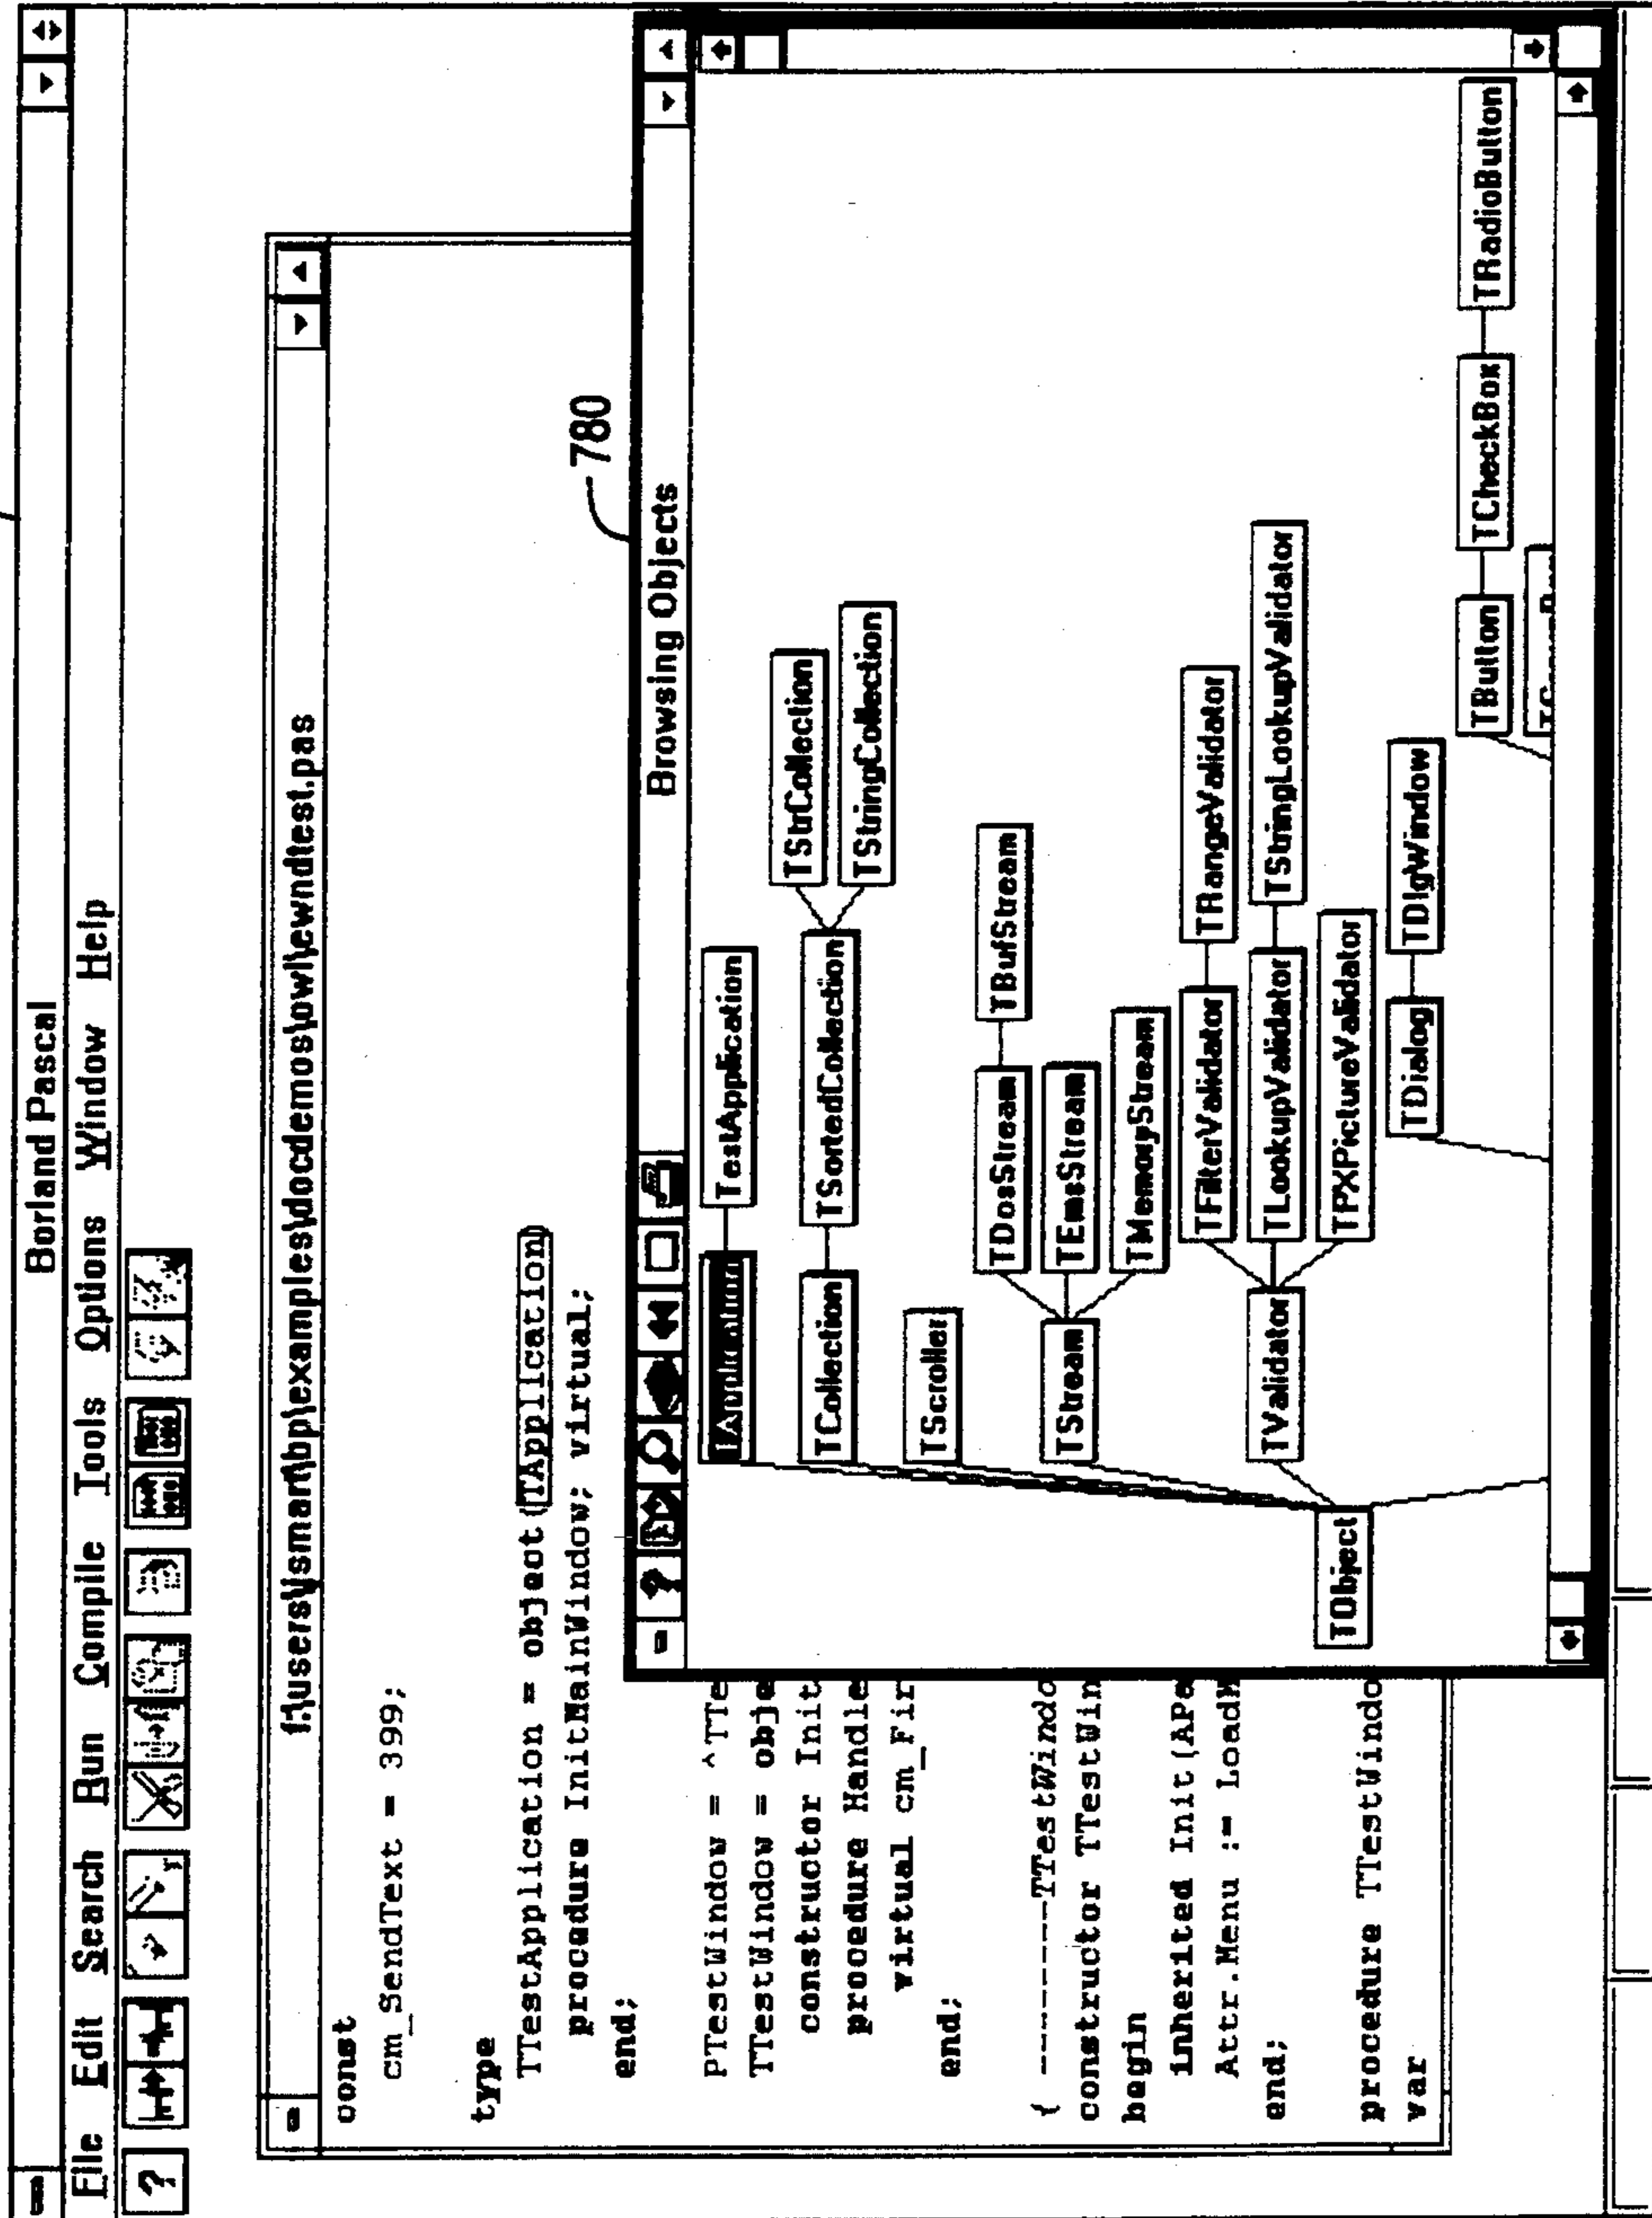 Borland Pascal
File Edit Search Run Compile Tools Options Window Help
?
f:\users\smart\bp\examples\docdemos\owl\ewndtest.pas
const
cm_SendText = 399;
type
TTestApplication = object(TApplication)
procedure InitMainWindow; virtual;
end;
PTestWindow = ^TTe
TTestWindow = obje
constructor Init
procedure Handle
virtual cm_Fir
end;
{ ---------TTestWindo
constructor TTestWin
begin
inherited Init(APa
Attr.Menu := LoadM
end;
procedure TTestWindo
var
780
Browsing Objects
?
TApplication
TestApplication
TStrCollection
TCollection
TSortedCollection
TStringCollection
TScroller
TDosStream
TBufStream
TStream
TEmsStream
TMemoryStream
TFilterValidator
TRangeValidator
TValidator
TLookupValidator
TStringLookupValidator
TObject
TPXPictureValidator
TDialog
TDlgWindow
TButton
TCheckBox
TRadioButton